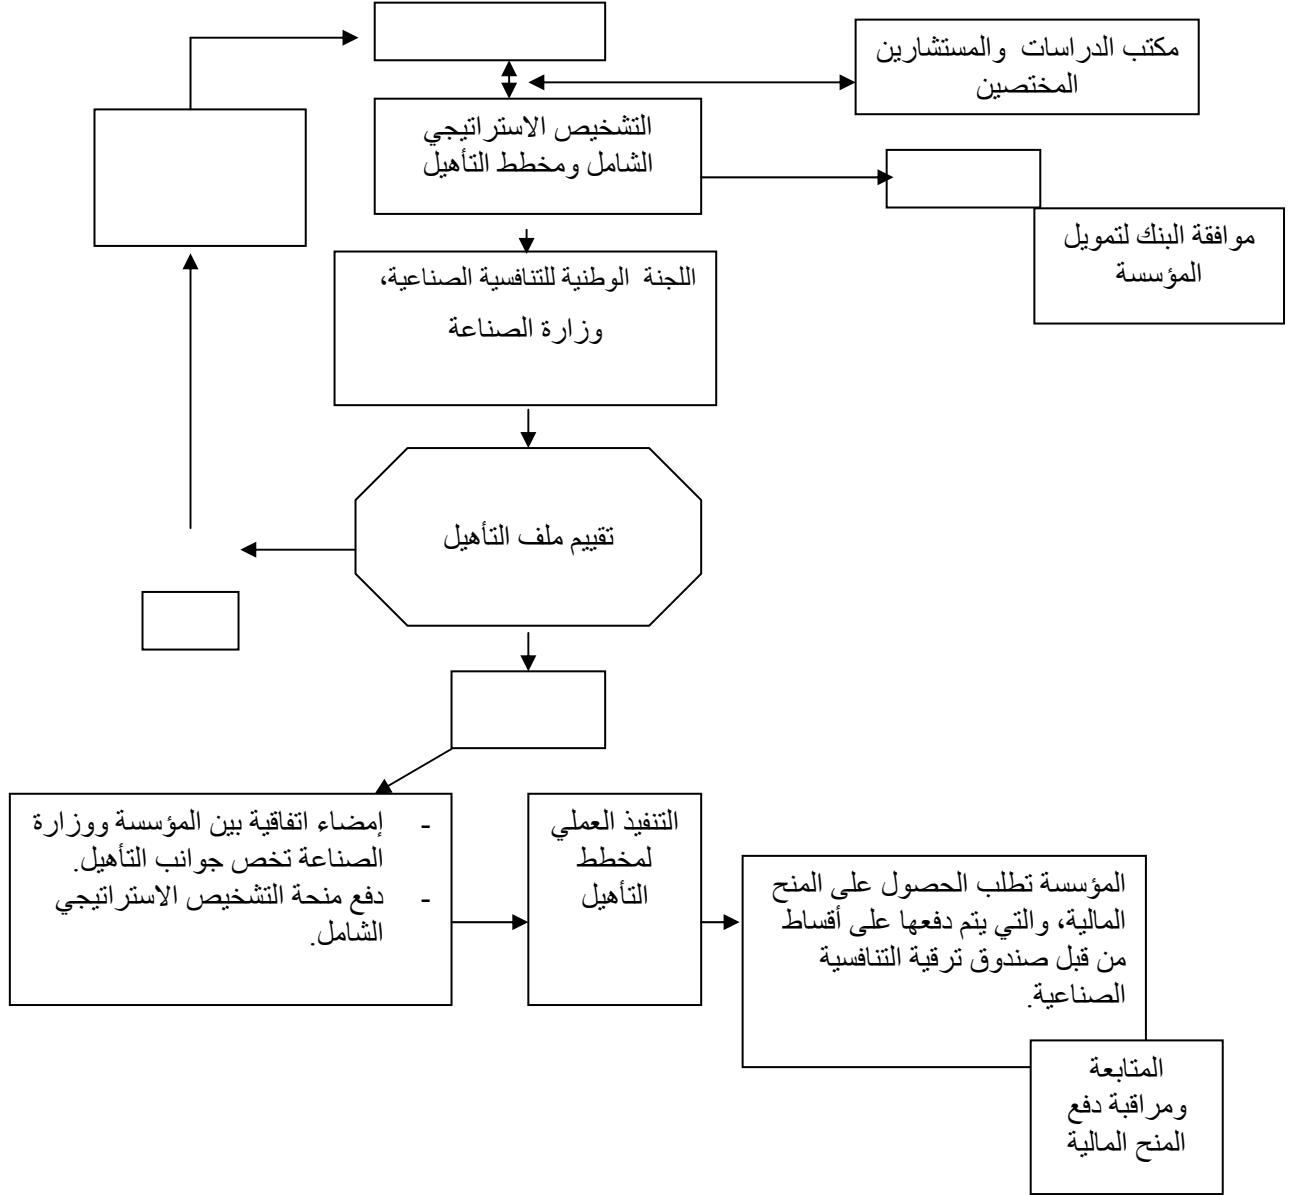 مكتب الدراسات والمستشارين
المختصين
التشخيص الاستراتيجي
الشامل ومخطط التأهيل
موافقة البنك لتمويل
المؤسسة
اللجنة الوطنية للتنافسية الصناعية،
وزارة الصناعة
تقييم ملف التأهيل
- إمضاء اتفاقية بين المؤسسة ووزارة
الصناعة تخص جوانب التأهيل.
- دفع منحة التشخيص الاستراتيجي
الشامل.
التنفيذ العملي
لمخطط
التأهيل
المؤسسة تطلب الحصول على المنح
المالية، والتي يتم دفعها على أقساط
من قبل صندوق ترقية التنافسية
الصناعية.
المتابعة
ومراقبة دفع
المنح المالية